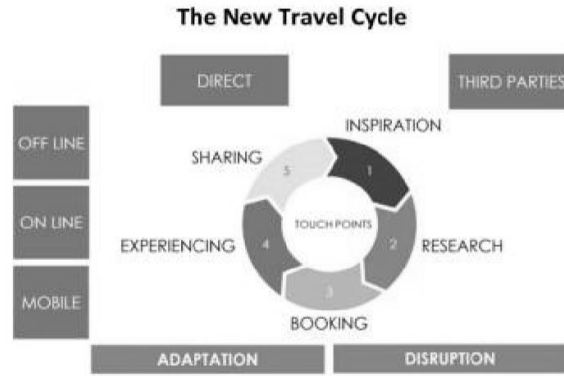 The New Travel Cycle
DIRECT
THIRD PARTIES
OFF LINE
ON LINE
MOBILE
INSPIRATION
SHARING
1
5
TOUCH POINTS
EXPERIENCING
4
2
RESEARCH
3
BOOKING
ADAPTATION
DISRUPTION